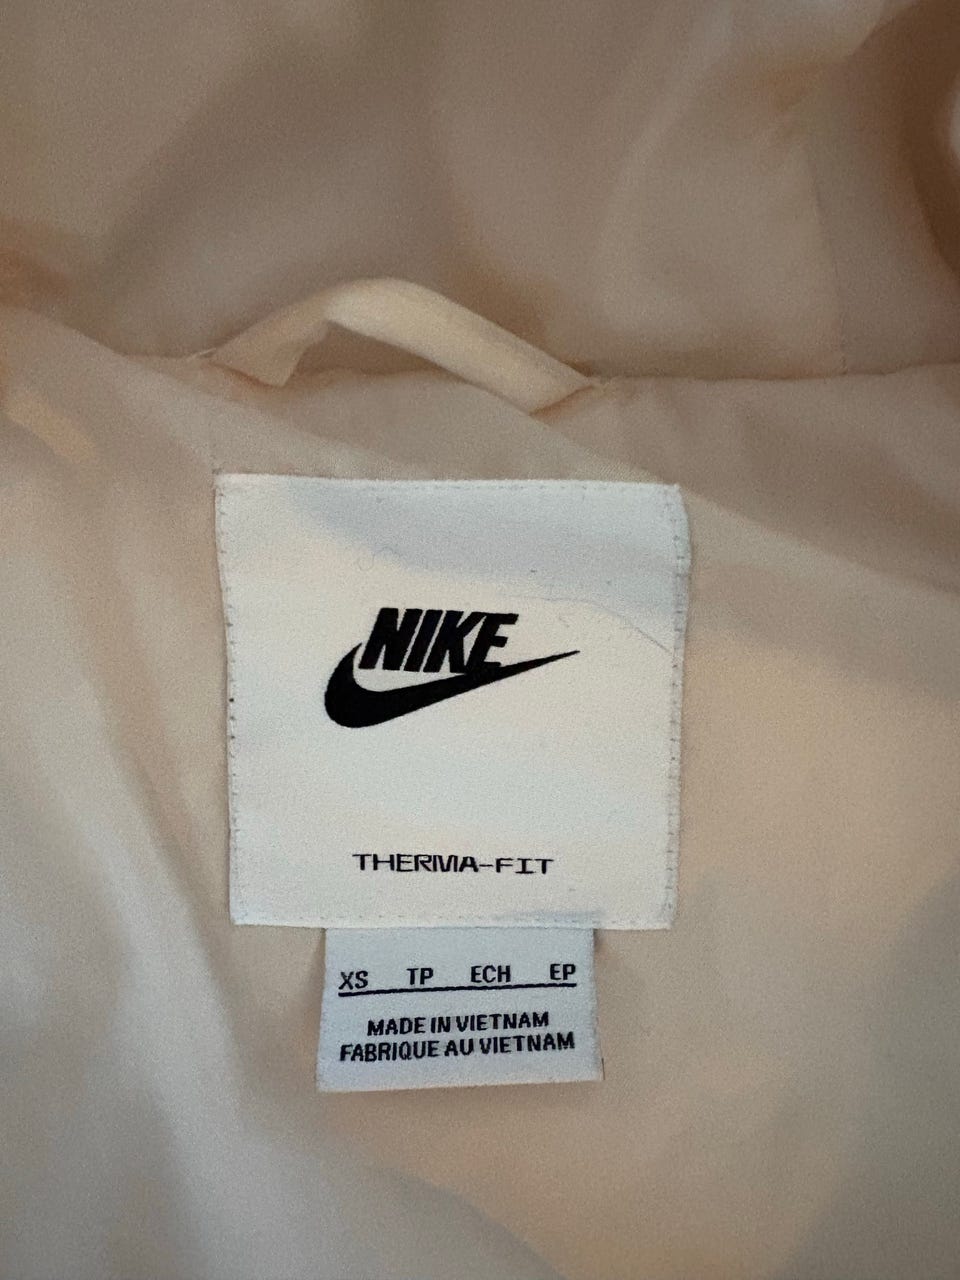 NIKE
THERMA-FIT
XS TP ECH EP
MADE IN VIETNAM
FABRIQUE AU VIETNAM